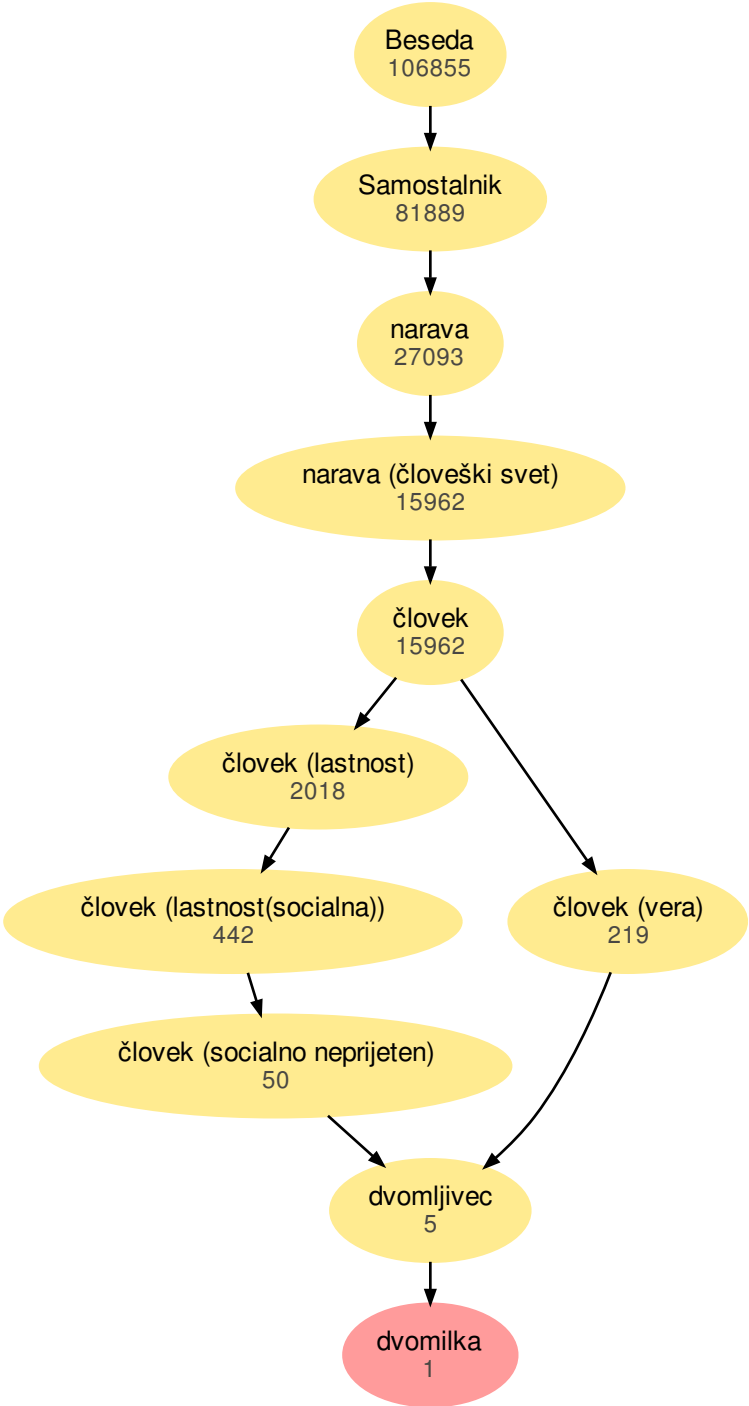 Beseda
106855
Samostalnik
81889
narava
27093
narava (človeški svet)
15962
človek
15962
človek (lastnost)
2018
človek (lastnost(socialna))
442
človek (vera)
219
človek (socialno neprijeten)
50
dvomljivec
5
dvomilka
1